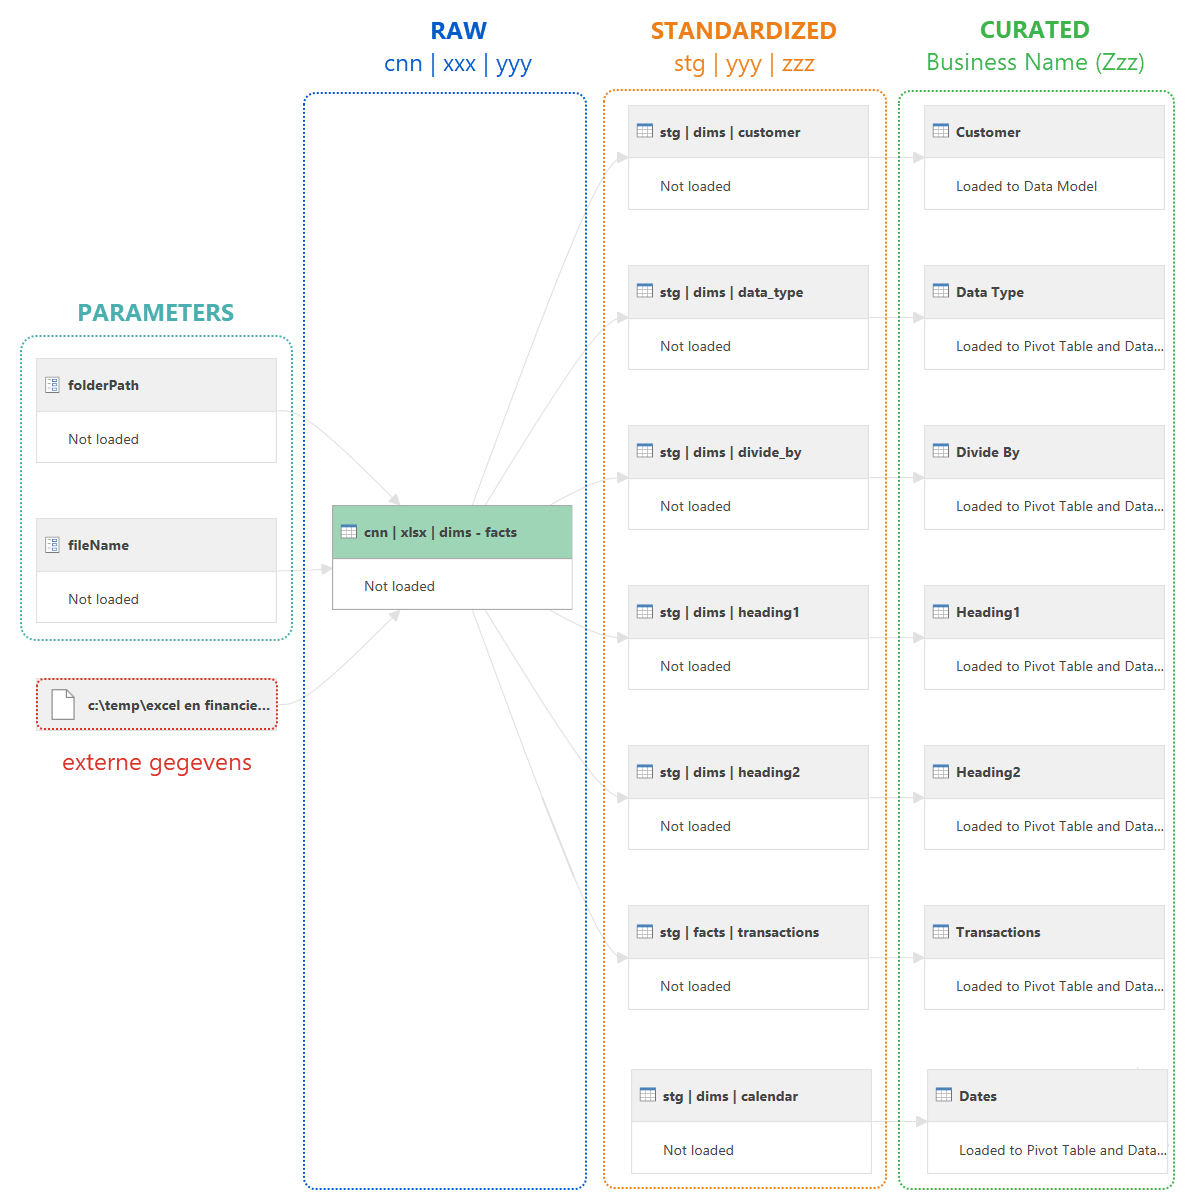 RAW
cnn | xxx | yyy
STANDARDIZED
stg | yyy | zzz
CURATED
Business Name (Zzz)
PARAMETERS
folderPath
Not loaded
fileName
Not loaded
c:\temp\excel en financie...
externe gegevens
cnn | xlsx | dims - facts
Not loaded
stg | dims | customer
Not loaded
stg | dims | data_type
Not loaded
stg | dims | divide_by
Not loaded
stg | dims | heading1
Not loaded
stg | dims | heading2
Not loaded
stg | facts | transactions
Not loaded
stg | dims | calendar
Not loaded
Customer
Loaded to Data Model
Data Type
Loaded to Pivot Table and Data...
Divide By
Loaded to Pivot Table and Data...
Heading1
Loaded to Pivot Table and Data...
Heading2
Loaded to Pivot Table and Data...
Transactions
Loaded to Pivot Table and Data...
Dates
Loaded to Pivot Table and Data...